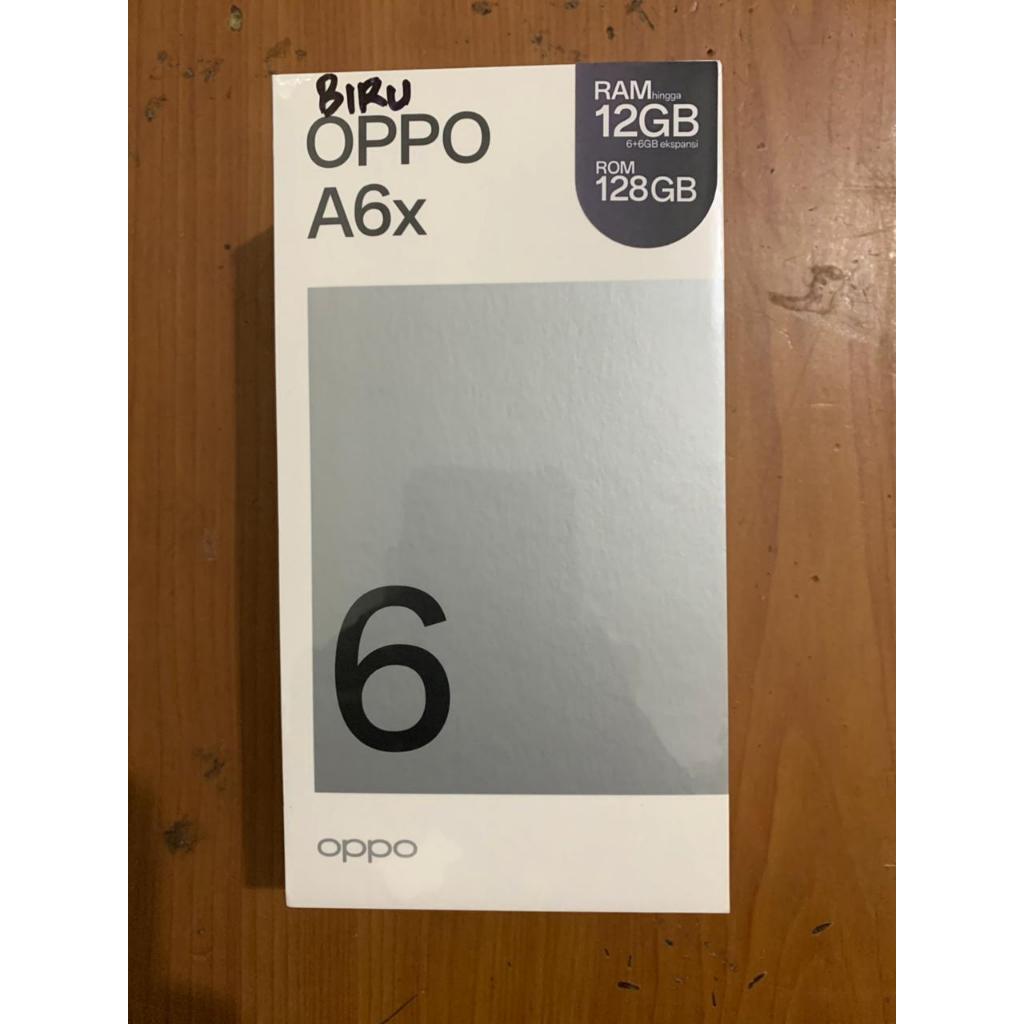 BIRU
OPPO
A6x
RAM hingga
12GB
6+6GB ekspansi
ROM
128GB
6
oppo